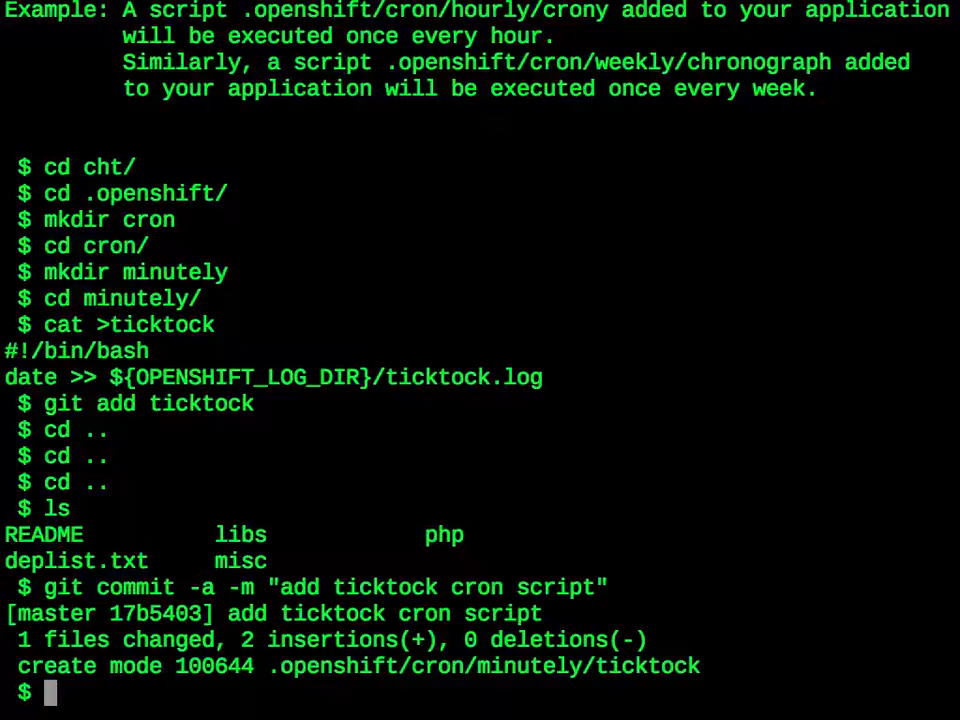 Example: A script .openshift/cron/hourly/crony added to your application
will be executed once every hour.
Similarly, a script .openshift/cron/weekly/chronograph added
to your application will be executed once every week.
$ cd cht/
$ cd .openshift/
$ mkdir cron
$ cd cron/
$ mkdir minutely
$ cd minutely/
$ cat >ticktock
#!/bin/bash
date >> ${OPENSHIFT_LOG_DIR}/ticktock.log
$ git add ticktock
$ cd ..
$ cd ..
$ cd ..
$ ls
README libs php
deplist.txt misc
$ git commit -a -m "add ticktock cron script"
[master 17b5403] add ticktock cron script
1 files changed, 2 insertions(+), 0 deletions(-)
create mode 100644 .openshift/cron/minutely/ticktock
$